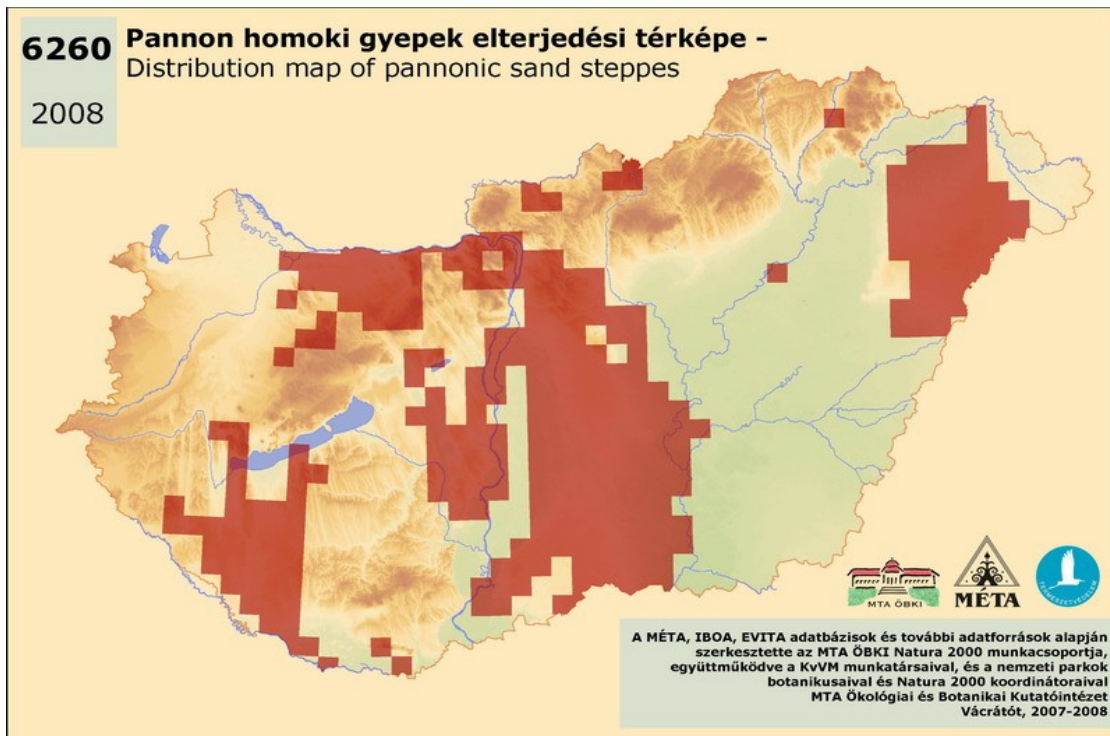 6260
2008
Pannon homoki gyepek elterjedési térképe -
Distribution map of pannonic sand steppes
MTA ÖBKI
MÉTA
TERMÉSZETVÉDELEM
A MÉTA, IBOA, EVITA adatbázisok és további adatforrások alapján
szerkesztette az MTA ÖBKI Natura 2000 munkacsoportja,
együttműködve a KvVM munkatársaival, és a nemzeti parkok
botanikusaival és Natura 2000 koordinátoraival
MTA Ökológiai és Botanikai Kutatóintézet
Vácrátót, 2007-2008